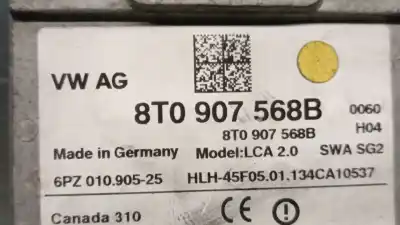 VW AG
8T0 907 568B 0060
8T0 907 568B H04
Made in Germany Model:LCA 2.0 SWA SG2
6PZ 010.905-25 HLH-45F05.01.134CA10537
Canada 310 CE